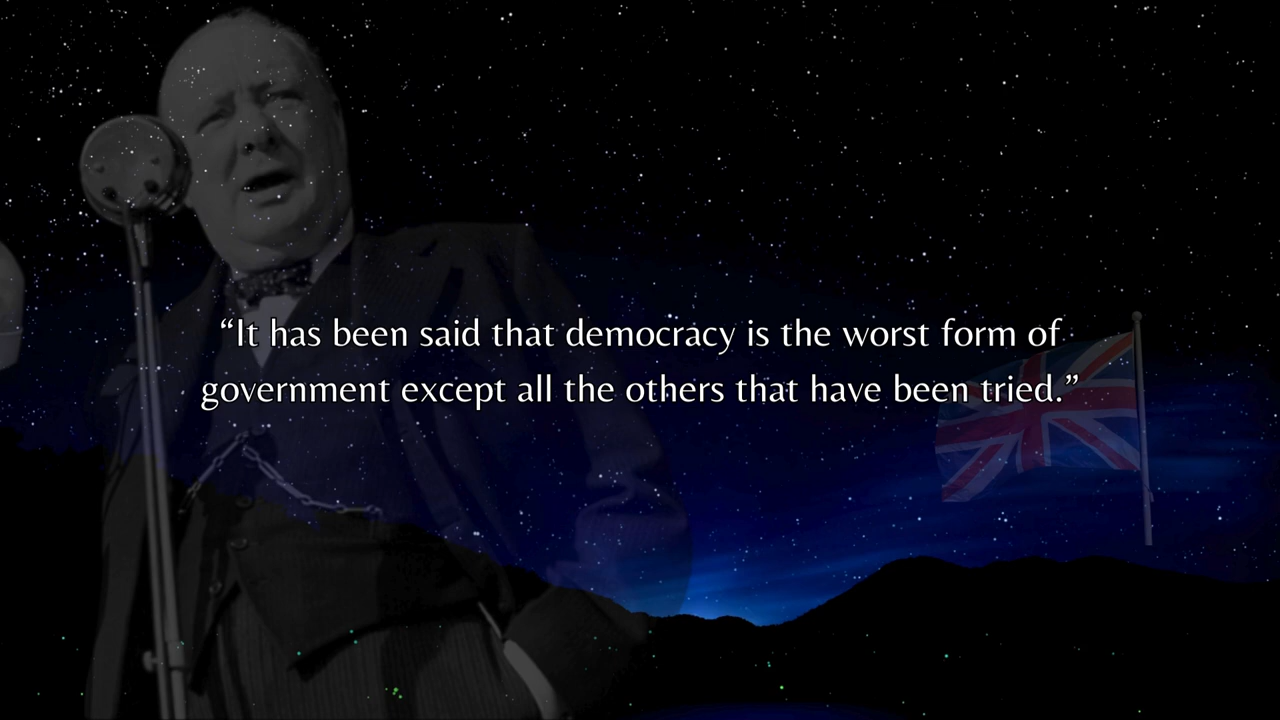 “It has been said that democracy is the worst form of
government except all the others that have been tried.”